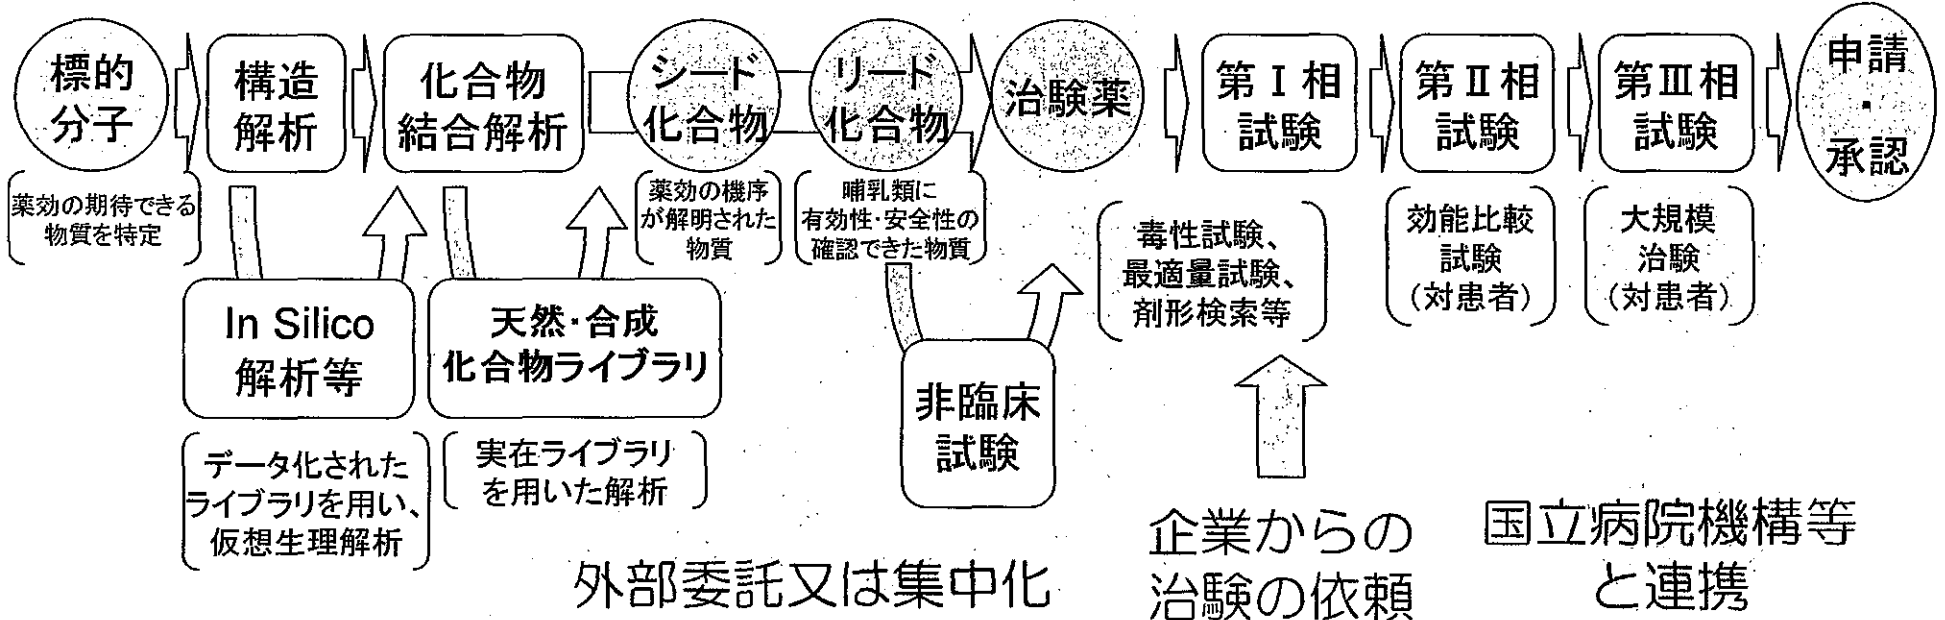 標的
分子
構造
解析
化合物
結合解析
シード
化合物
リード
化合物
治験薬
第Ⅰ相
試験
第Ⅱ相
試験
第Ⅲ相
試験
申請
・
承認
薬効の期待できる
物質を特定
薬効の機序
が解明された
物質
哺乳類に
有効性・安全性の
確認できた物質
毒性試験、
最適量試験、
剤形検索等
効能比較
試験
（対患者）
大規模
治験
（対患者）
In Silico
解析等
天然・合成
化合物ライブラリ
非臨床
試験
データ化された
ライブラリを用い、
仮想生理解析
実在ライブラリ
を用いた解析
外部委託又は集中化
企業からの
治験の依頼
国立病院機構等
と連携